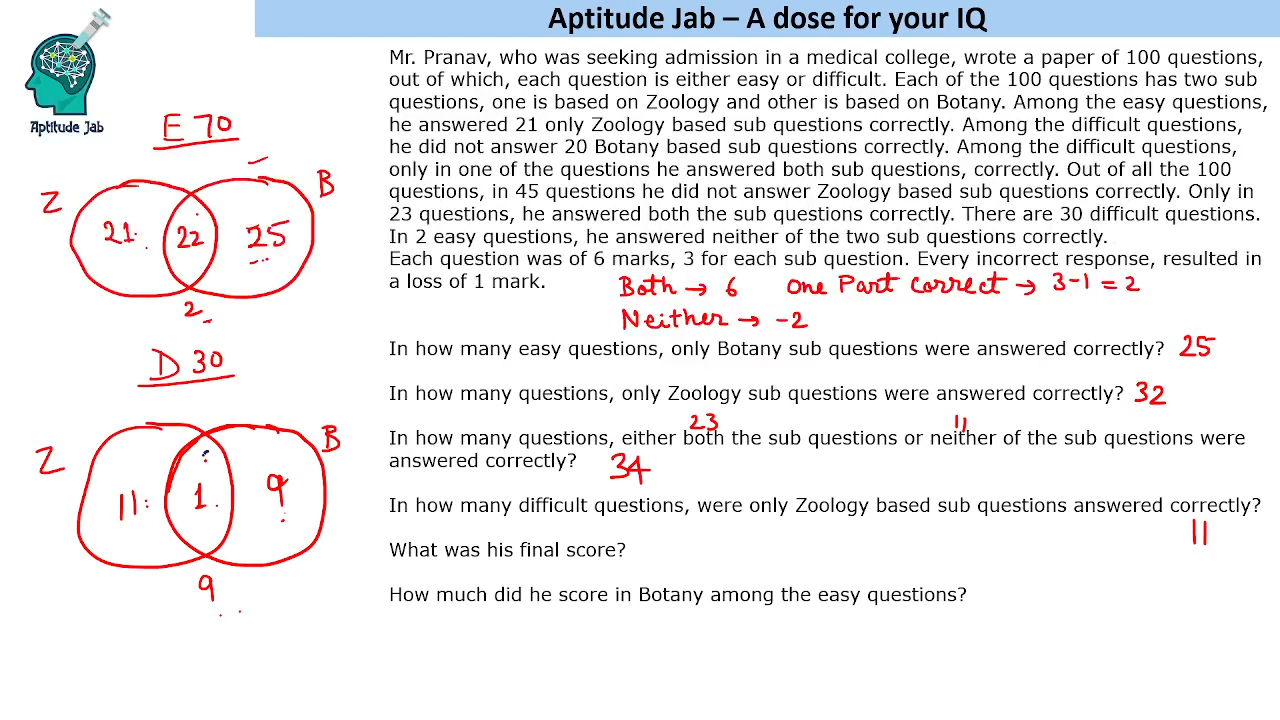 Aptitude Jab – A dose for your IQ
Aptitude Jab
Mr. Pranav, who was seeking admission in a medical college, wrote a paper of 100 questions,
out of which, each question is either easy or difficult. Each of the 100 questions has two sub
questions, one is based on Zoology and other is based on Botany. Among the easy questions,
he answered 21 only Zoology based sub questions correctly. Among the difficult questions,
he did not answer 20 Botany based sub questions correctly. Among the difficult questions,
only in one of the questions he answered both sub questions, correctly. Out of all the 100
questions, in 45 questions he did not answer Zoology based sub questions correctly. Only in
23 questions, he answered both the sub questions correctly. There are 30 difficult questions.
In 2 easy questions, he answered neither of the two sub questions correctly.
Each question was of 6 marks, 3 for each sub question. Every incorrect response, resulted in
a loss of 1 mark.
Both → 6 One Part Correct → 3-1 = 2
Neither → -2
In how many easy questions, only Botany sub questions were answered correctly? 25
In how many questions, only Zoology sub questions were answered correctly? 32
23 11
In how many questions, either both the sub questions or neither of the sub questions were
answered correctly? 34
In how many difficult questions, were only Zoology based sub questions answered correctly?
11
What was his final score?
How much did he score in Botany among the easy questions?
E 70
Z B
21 22 25
2
D 30
Z B
11 1 9
9